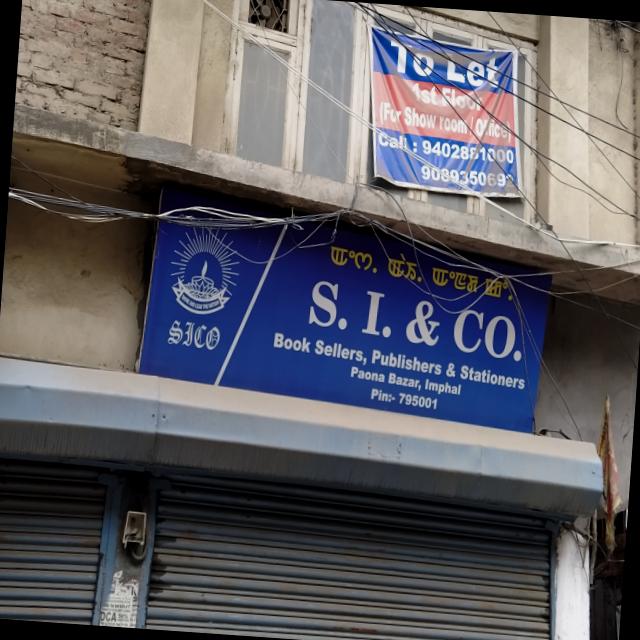 To Let
1st Floor
(For Show room / Office)
Call : 9402881000
SICO
S. I. & CO.
Book Sellers, Publishers & Stationers
Paona Bazar, Imphal
Pin:- 795001